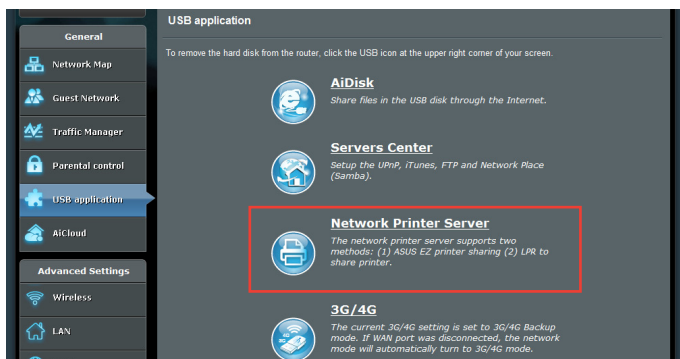 USB application
General
To remove the hard disk from the router, click the USB icon at the upper right corner of your screen.
Network Map
AiDisk
Share files in the USB disk through the Internet.
Guest Network
Traffic Manager
Servers Center
Setup the UPnP, iTunes, FTP and Network Place
(Samba).
Parental control
USB application
Network Printer Server
The network printer server supports two
methods: (1) ASUS EZ printer sharing (2) LPR to
share printer.
AiCloud
Advanced Settings
Wireless
3G/4G
The current 3G/4G setting is set to 3G/4G Backup
mode. If WAN port was disconnected, the network
mode will automatically turn to 3G/4G mode.
LAN